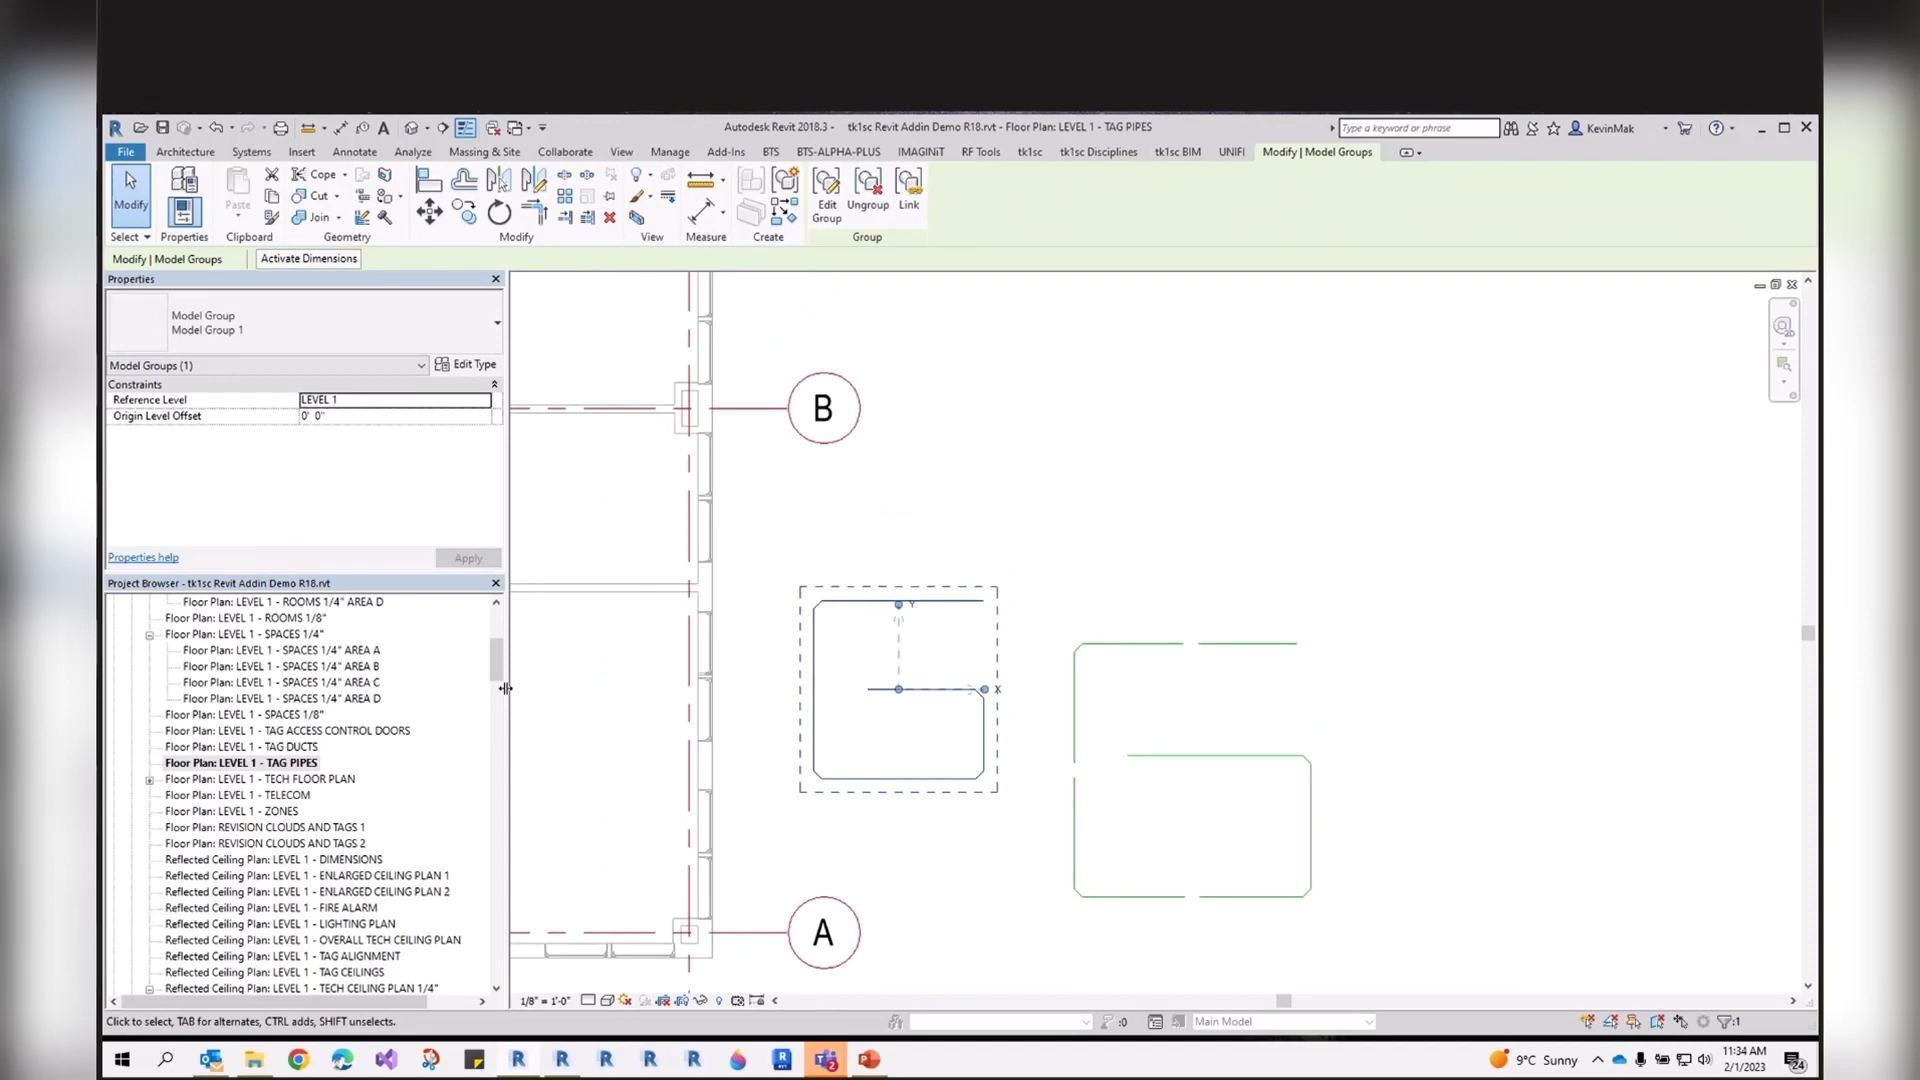 Autodesk Revit 2018.3 - tk1sc Revit Addin Demo R18.rvt - Floor Plan: LEVEL 1 - TAG PIPES
Type a keyword or phrase
KevinMak
File Architecture Systems Insert Annotate Analyze Massing & Site Collaborate View Manage Add-Ins BTS BTS-ALPHA-PLUS IMAGINiT RF Tools tk1sc tk1sc Disciplines tk1sc BIM UNIFI Modify | Model Groups
Modify
Paste
Cope
Cut
Join
Edit Group
Ungroup
Link
Select Properties Clipboard Geometry Modify View Measure Create Group
Modify | Model Groups Activate Dimensions
Properties
Model Group
Model Group 1
Model Groups (1) Edit Type
Constraints
Reference Level LEVEL 1
Origin Level Offset 0' 0"
Properties help Apply
Project Browser - tk1sc Revit Addin Demo R18.rvt
Floor Plan: LEVEL 1 - ROOMS 1/4" AREA D
Floor Plan: LEVEL 1 - ROOMS 1/8"
Floor Plan: LEVEL 1 - SPACES 1/4"
Floor Plan: LEVEL 1 - SPACES 1/4" AREA A
Floor Plan: LEVEL 1 - SPACES 1/4" AREA B
Floor Plan: LEVEL 1 - SPACES 1/4" AREA C
Floor Plan: LEVEL 1 - SPACES 1/4" AREA D
Floor Plan: LEVEL 1 - SPACES 1/8"
Floor Plan: LEVEL 1 - TAG ACCESS CONTROL DOORS
Floor Plan: LEVEL 1 - TAG DUCTS
Floor Plan: LEVEL 1 - TAG PIPES
Floor Plan: LEVEL 1 - TECH FLOOR PLAN
Floor Plan: LEVEL 1 - TELECOM
Floor Plan: LEVEL 1 - ZONES
Floor Plan: REVISION CLOUDS AND TAGS 1
Floor Plan: REVISION CLOUDS AND TAGS 2
Reflected Ceiling Plan: LEVEL 1 - DIMENSIONS
Reflected Ceiling Plan: LEVEL 1 - ENLARGED CEILING PLAN 1
Reflected Ceiling Plan: LEVEL 1 - ENLARGED CEILING PLAN 2
Reflected Ceiling Plan: LEVEL 1 - FIRE ALARM
Reflected Ceiling Plan: LEVEL 1 - LIGHTING PLAN
Reflected Ceiling Plan: LEVEL 1 - OVERALL TECH CEILING PLAN
Reflected Ceiling Plan: LEVEL 1 - TAG ALIGNMENT
Reflected Ceiling Plan: LEVEL 1 - TAG CEILINGS
Reflected Ceiling Plan: LEVEL 1 - TECH CEILING PLAN 1/4"
B
Y
X
A
1/8" = 1'-0"
Click to select, TAB for alternates, CTRL adds, SHIFT unselects.
:0
Main Model
:1
9°C Sunny
11:34 AM
2/1/2023
24